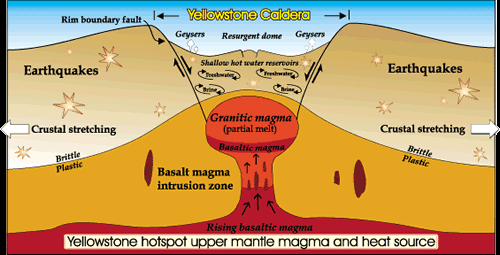 Yellowstone Caldera
Rim boundary fault
Geysers
Resurgent dome
Geysers
Shallow hot water reservoirs
Freshwater
Freshwater
Brine
Brine
Earthquakes
Earthquakes
Granitic magma
(partial melt)
Crustal stretching
Crustal stretching
Basaltic magma
Brittle
Plastic
Brittle
Plastic
Basalt magma
intrusion zone
Rising basaltic magma
Yellowstone hotspot upper mantle magma and heat source